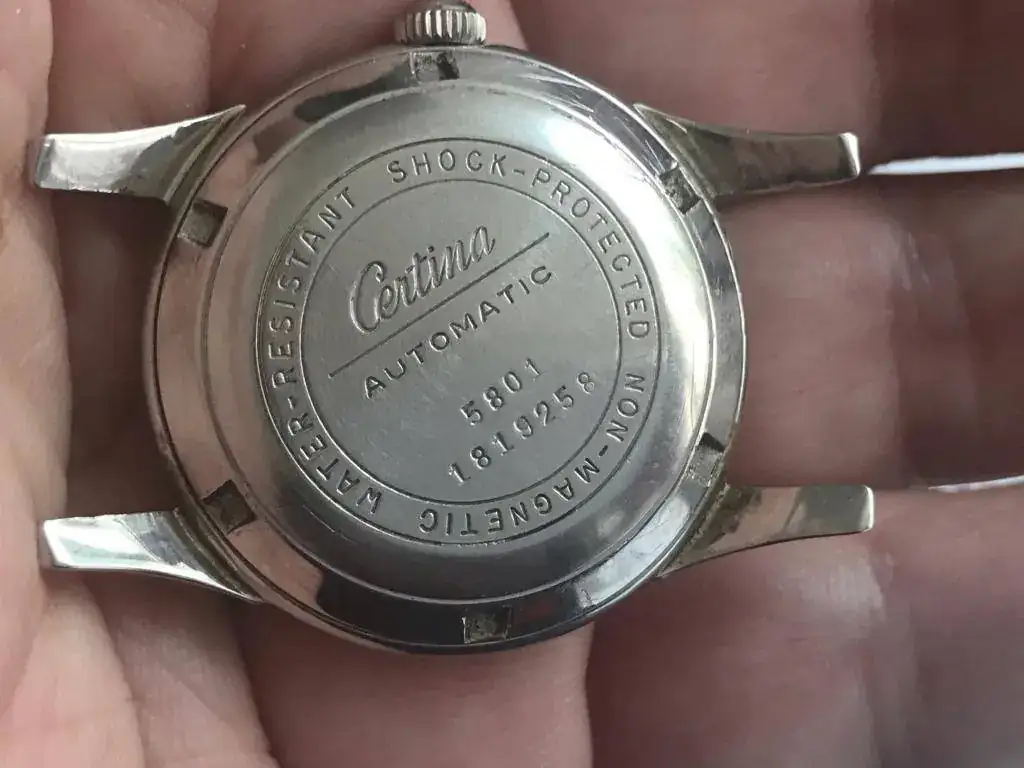 Certina
AUTOMATIC
5801
1819258
WATER-RESISTANT SHOCK-PROTECTED NON-MAGNETIC